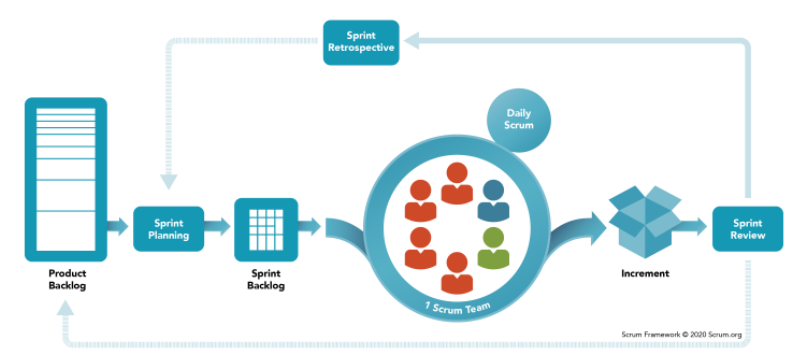 Sprint
Retrospective
Daily
Scrum
Sprint
Planning
Sprint
Review
Product
Backlog
Sprint
Backlog
1 Scrum Team
Increment
Scrum Framework © 2020 Scrum.org